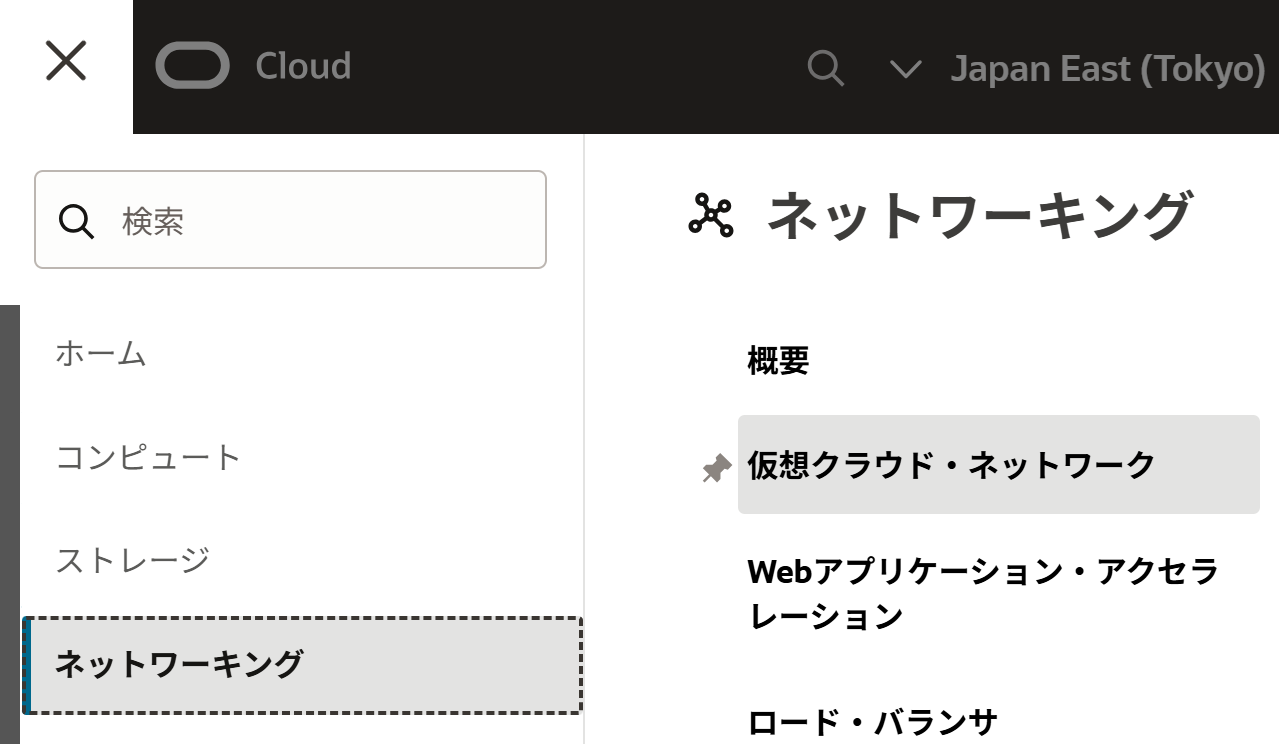 Cloud
Japan East (Tokyo)
検索
ホーム
コンピュート
ストレージ
ネットワーキング
ネットワーキング
概要
仮想クラウド・ネットワーク
Webアプリケーション・アクセラ
レーション
ロード・バランサ